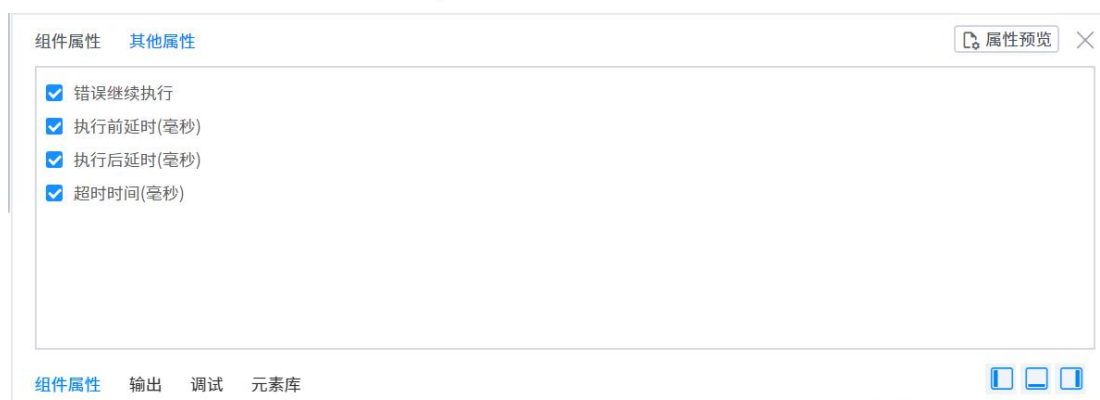 组件属性 其他属性 属性预览
错误继续执行
执行前延时(毫秒)
执行后延时(毫秒)
超时时间(毫秒)
组件属性 输出 调试 元素库